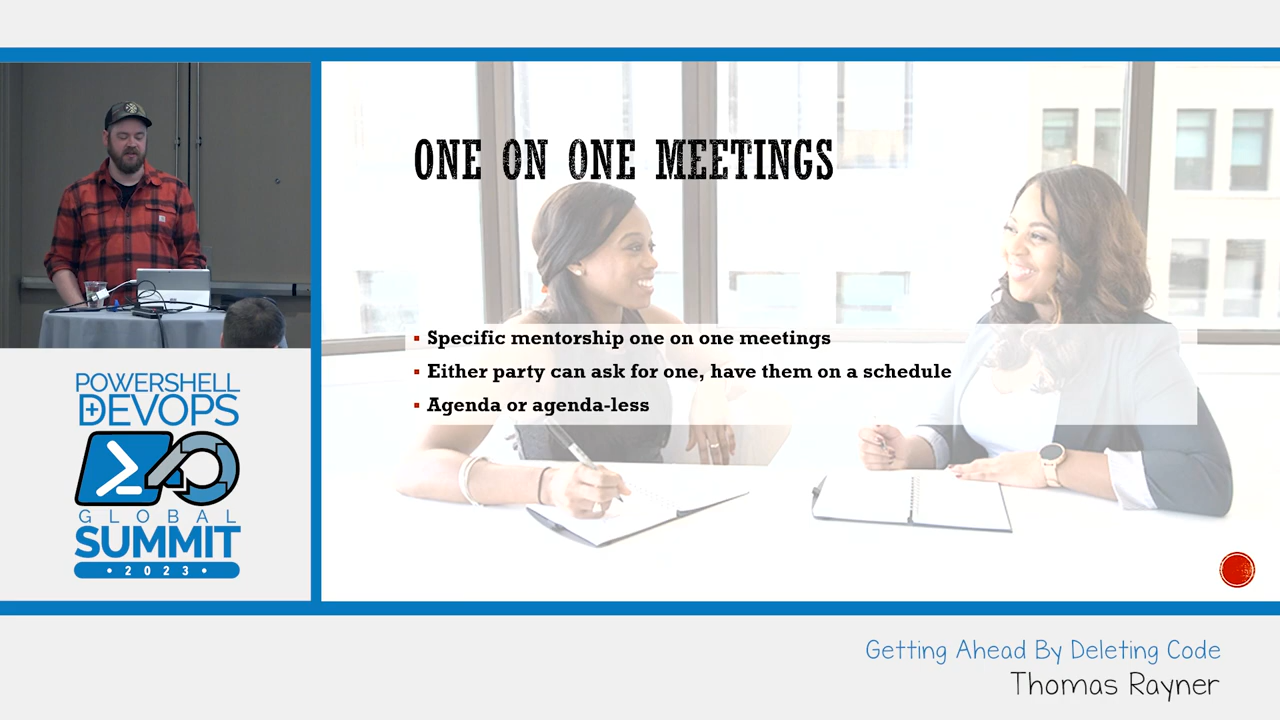 ONE ON ONE MEETINGS
Specific mentorship one on one meetings
Either party can ask for one, have them on a schedule
Agenda or agenda-less
POWERSHELL
+ DEVOPS
GLOBAL
SUMMIT
• 2023 •
Getting Ahead By Deleting Code
Thomas Rayner